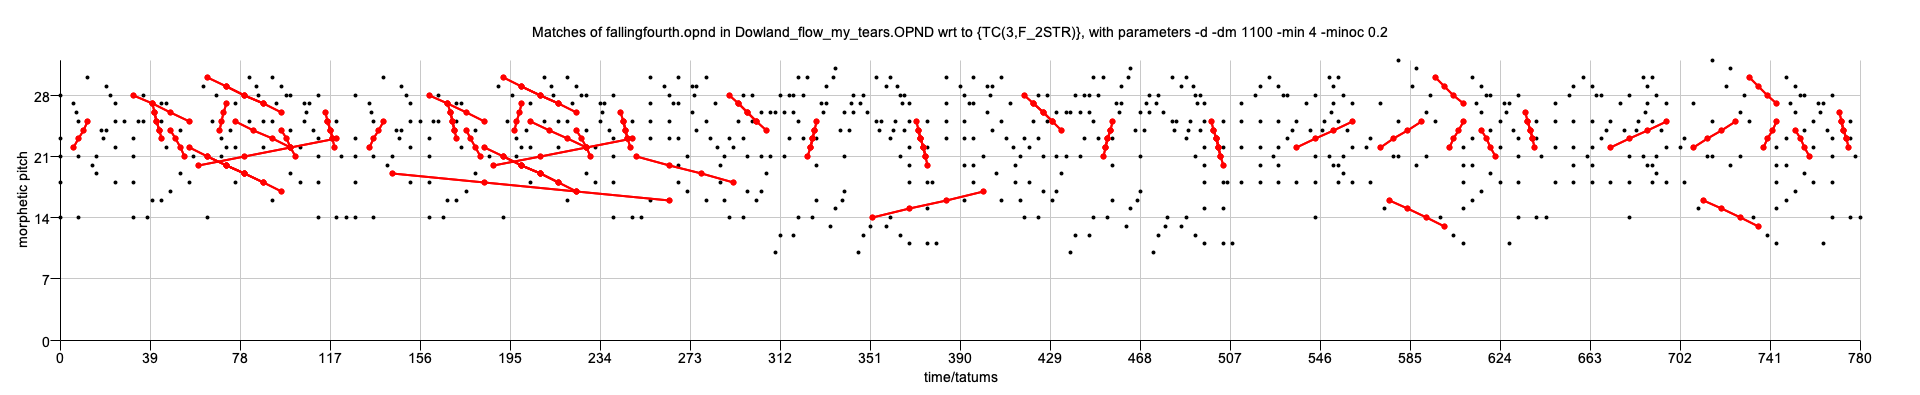 Matches of fallingfourth.opnd in Dowland_flow_my_tears.OPND wrt to {TC(3,F_2STR)}, with parameters -d -dm 1100 -min 4 -minoc 0.2
morphetic pitch
28
21
14
7
0
0 39 78 117 156 195 234 273 312 351 390 429 468 507 546 585 624 663 702 741 780
time/tatums